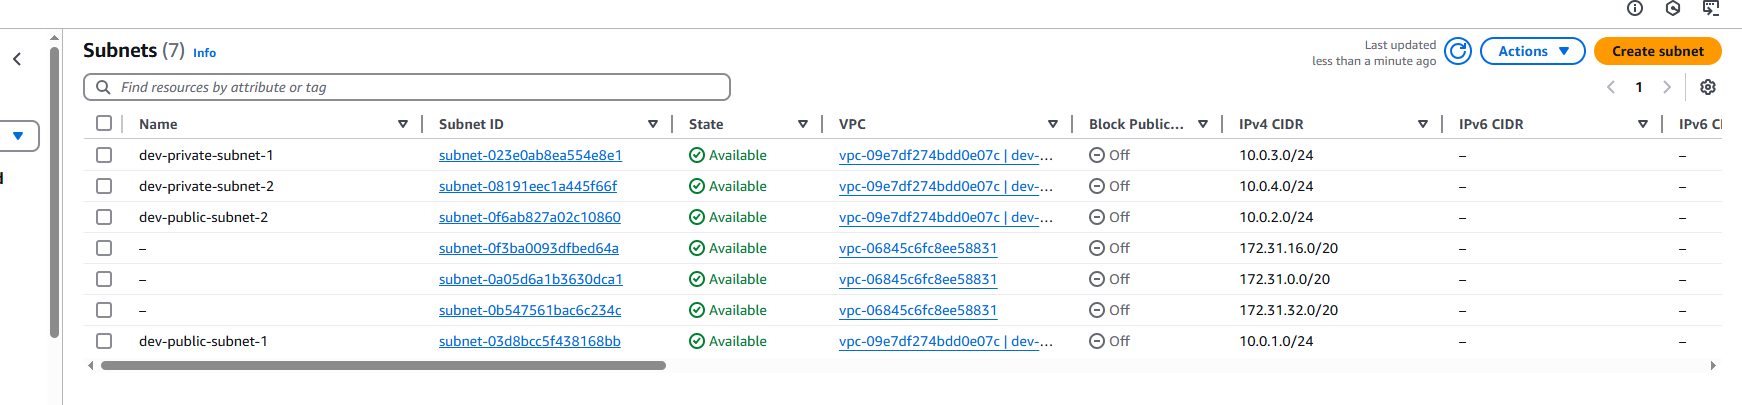 Subnets (7) Info
Last updated
less than a minute ago
Actions
Create subnet
Find resources by attribute or tag
1
Name Subnet ID State VPC Block Public... IPv4 CIDR IPv6 CIDR IPv6 CI
dev-private-subnet-1 subnet-023e0ab8ea554e8e1 Available vpc-09e7df274bdd0e07c | dev-... Off 10.0.3.0/24 – –
dev-private-subnet-2 subnet-08191eec1a445f66f Available vpc-09e7df274bdd0e07c | dev-... Off 10.0.4.0/24 – –
dev-public-subnet-2 subnet-0f6ab827a02c10860 Available vpc-09e7df274bdd0e07c | dev-... Off 10.0.2.0/24 – –
– subnet-0f3ba0093dfbed64a Available vpc-06845c6fc8ee58831 Off 172.31.16.0/20 – –
– subnet-0a05d6a1b3630dca1 Available vpc-06845c6fc8ee58831 Off 172.31.0.0/20 – –
– subnet-0b547561bac6c234c Available vpc-06845c6fc8ee58831 Off 172.31.32.0/20 – –
dev-public-subnet-1 subnet-03d8bcc5f438168bb Available vpc-09e7df274bdd0e07c | dev-... Off 10.0.1.0/24 – –